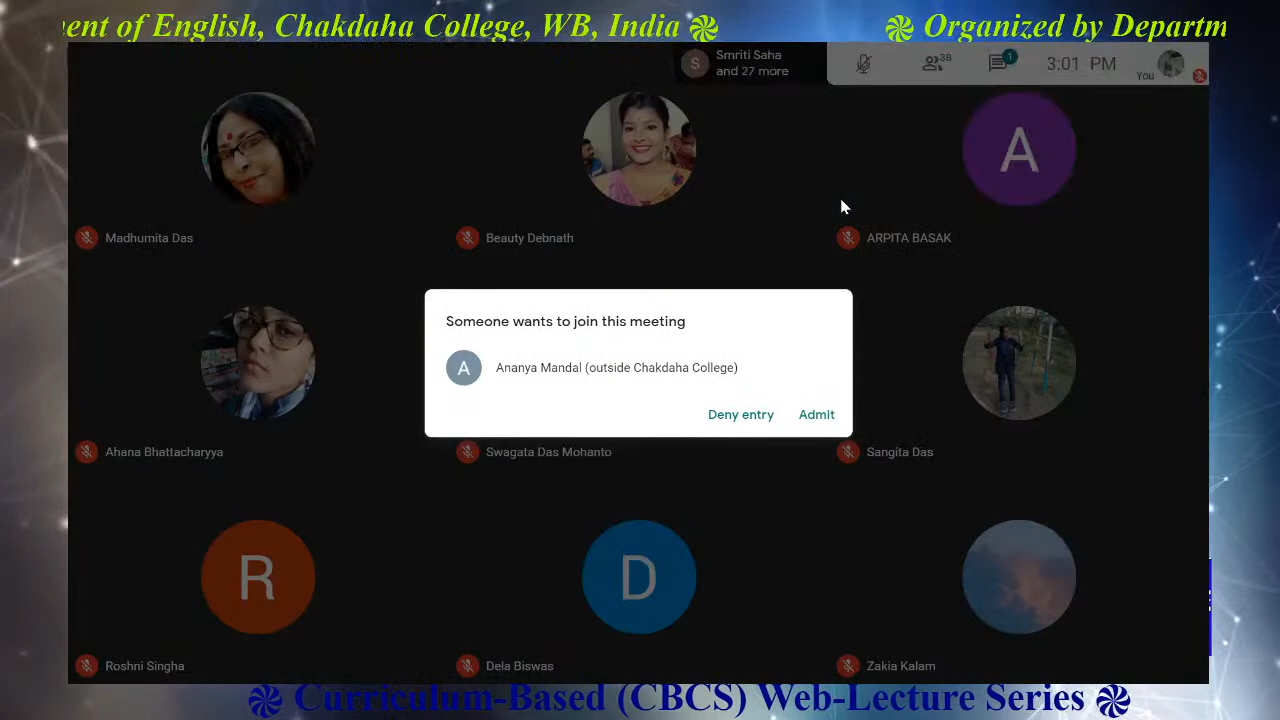 ent of English, Chakdaha College, WB, India ֍ ֍ Organized by Departm
S Smriti Saha
and 27 more
38 1 3:01 PM You
A
Madhumita Das Beauty Debnath ARPITA BASAK
Someone wants to join this meeting
A Ananya Mandal (outside Chakdaha College)
Deny entry Admit
Ahana Bhattacharyya Swagata Das Mohanto Sangita Das
R D
Roshni Singha Dela Biswas Zakia Kalam
֍ Curriculum-Based (CBCS) Web-Lecture Series ֍